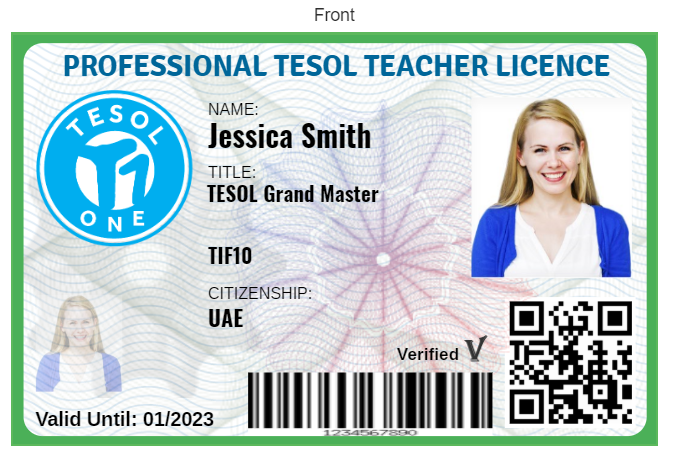 Front
PROFESSIONAL TESOL TEACHER LICENCE
TESOL
ONE
NAME:
Jessica Smith
TITLE:
TESOL Grand Master
TIF10
CITIZENSHIP:
UAE
Verified V
Valid Until: 01/2023
1234567890